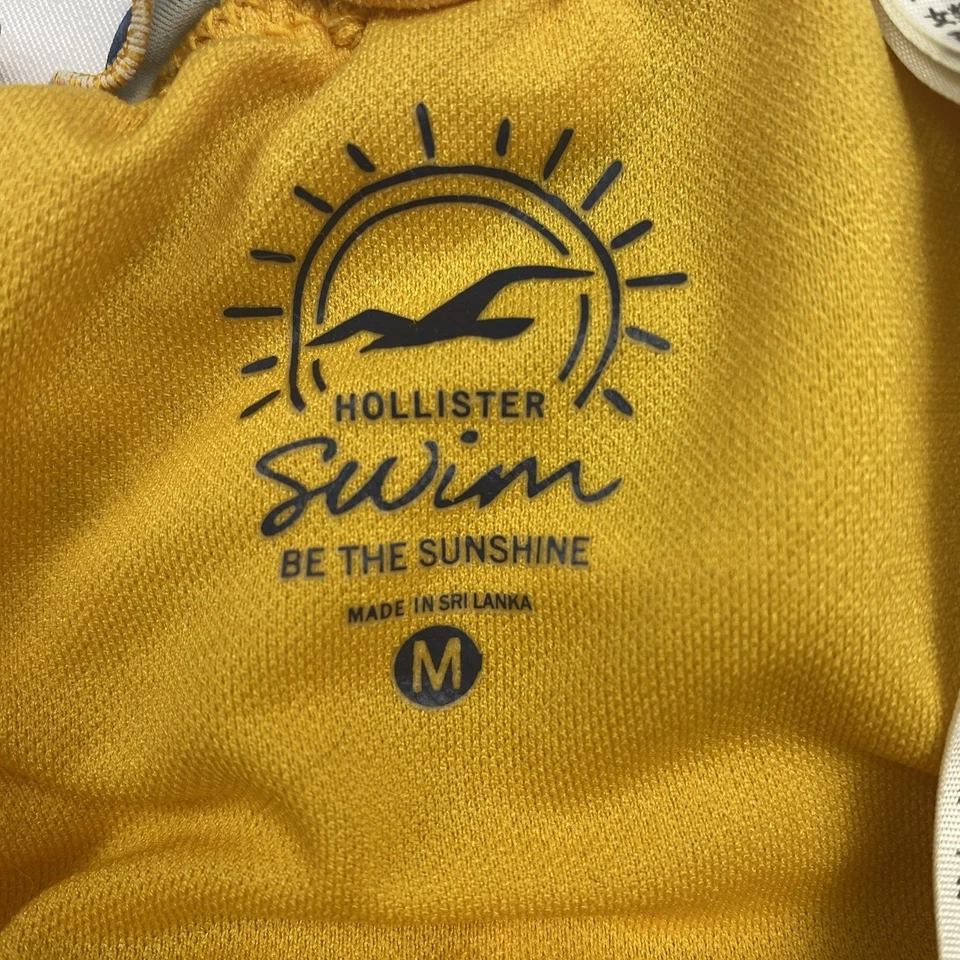 HOLLISTER
Swim
BE THE SUNSHINE
MADE IN SRI LANKA
M